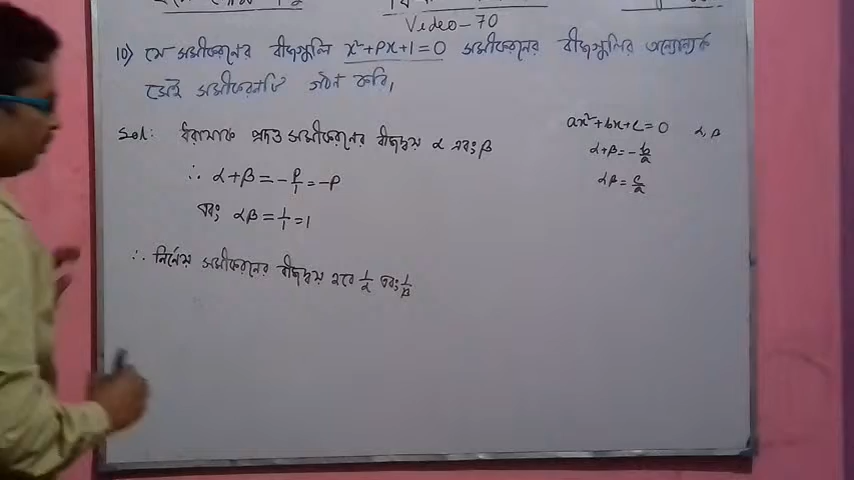 Video-70
10) যে সমীকরণের বীজগুলি x²+px+1=0 সমীকরণের বীজগুলির অন্যোন্যক
সেই সমীকরণটি গঠন করি,
Sol: ধরাযাক প্রদত্ত সমীকরণের বীজদ্বয় α এবং β
∴ α+β = -p/1 = -p
এবং αβ = 1/1 = 1
∴ নির্ণেয় সমীকরণের বীজদ্বয় হবে 1/α এবং 1/β
ax²+bx+c=0 α, β
α+β = -b/a
αβ = c/a